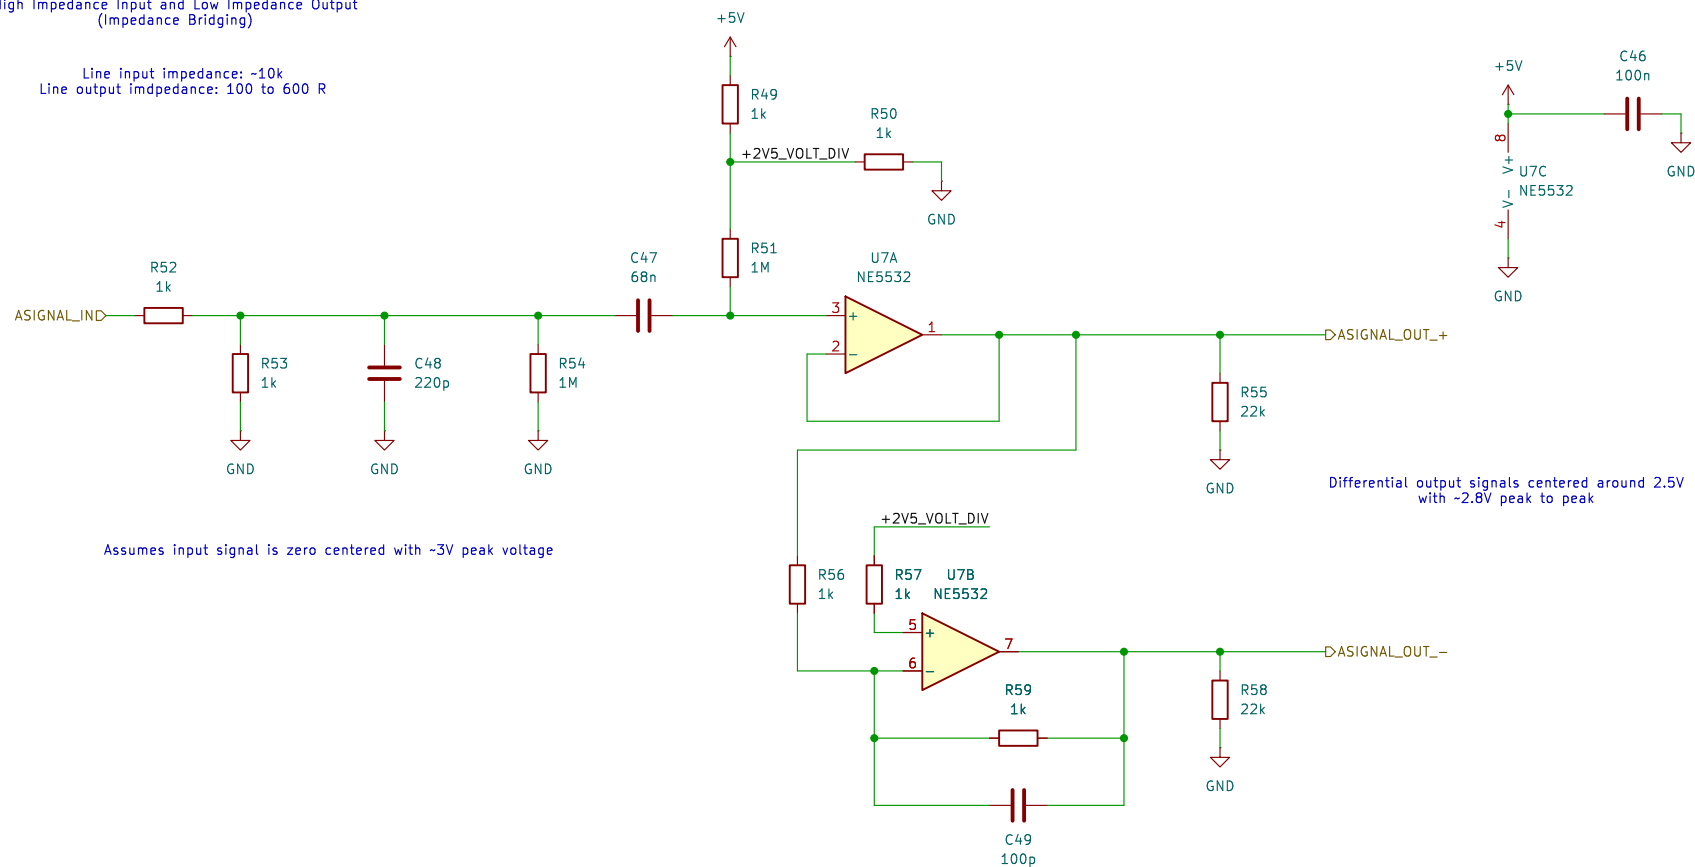 High Impedance Input and Low Impedance Output
(Impedance Bridging)
Line input impedance: ~10k
Line output imdpedance: 100 to 600 R
+5V
R49
1k
+2V5_VOLT_DIV
R50
1k
GND
R51
1M
+5V
C46
100n
GND
8
V+
U7C
NE5532
V-
4
GND
ASIGNAL_IN
R52
1k
R53
1k
GND
C48
220p
GND
R54
1M
GND
C47
68n
U7A
NE5532
3
+
2
-
1
ASIGNAL_OUT_+
R55
22k
GND
Differential output signals centered around 2.5V
with ~2.8V peak to peak
Assumes input signal is zero centered with ~3V peak voltage
+2V5_VOLT_DIV
R56
1k
R57
1k
U7B
NE5532
5
+
6
-
7
ASIGNAL_OUT_-
R59
1k
R58
22k
GND
C49
100p